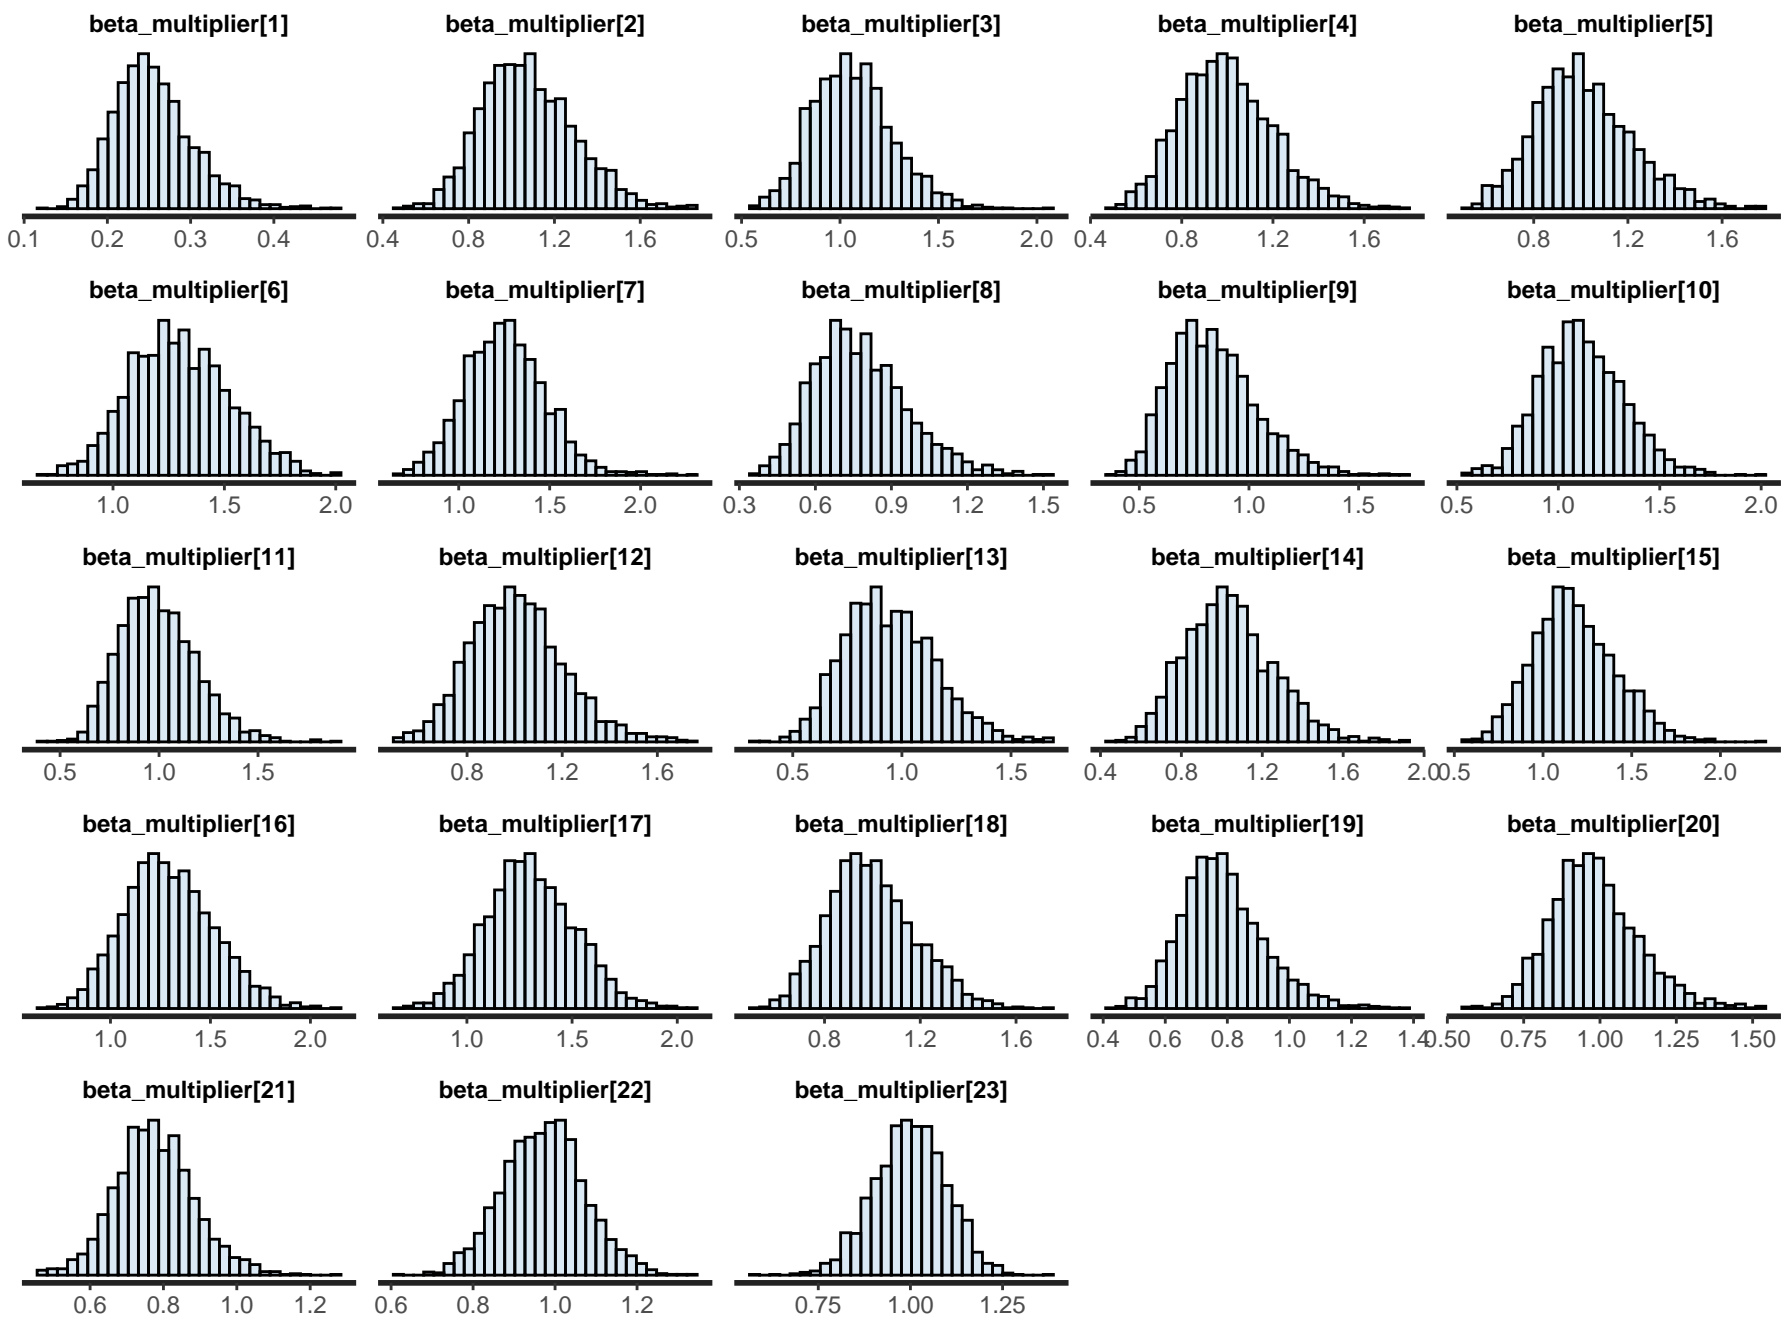 beta_multiplier[1] beta_multiplier[2] beta_multiplier[3] beta_multiplier[4] beta_multiplier[5]
0.1 0.2 0.3 0.4 0.4 0.8 1.2 1.6 0.5 1.0 1.5 2.0 0.4 0.8 1.2 1.6 0.8 1.2 1.6
beta_multiplier[6] beta_multiplier[7] beta_multiplier[8] beta_multiplier[9] beta_multiplier[10]
1.0 1.5 2.0 1.0 1.5 2.0 0.3 0.6 0.9 1.2 1.5 0.5 1.0 1.5 0.5 1.0 1.5 2.0
beta_multiplier[11] beta_multiplier[12] beta_multiplier[13] beta_multiplier[14] beta_multiplier[15]
0.5 1.0 1.5 0.8 1.2 1.6 0.5 1.0 1.5 0.4 0.8 1.2 1.6 2.0 0.5 1.0 1.5 2.0
beta_multiplier[16] beta_multiplier[17] beta_multiplier[18] beta_multiplier[19] beta_multiplier[20]
1.0 1.5 2.0 1.0 1.5 2.0 0.8 1.2 1.6 0.4 0.6 0.8 1.0 1.2 1.4 0.50 0.75 1.00 1.25 1.50
beta_multiplier[21] beta_multiplier[22] beta_multiplier[23]
0.6 0.8 1.0 1.2 0.6 0.8 1.0 1.2 0.75 1.00 1.25